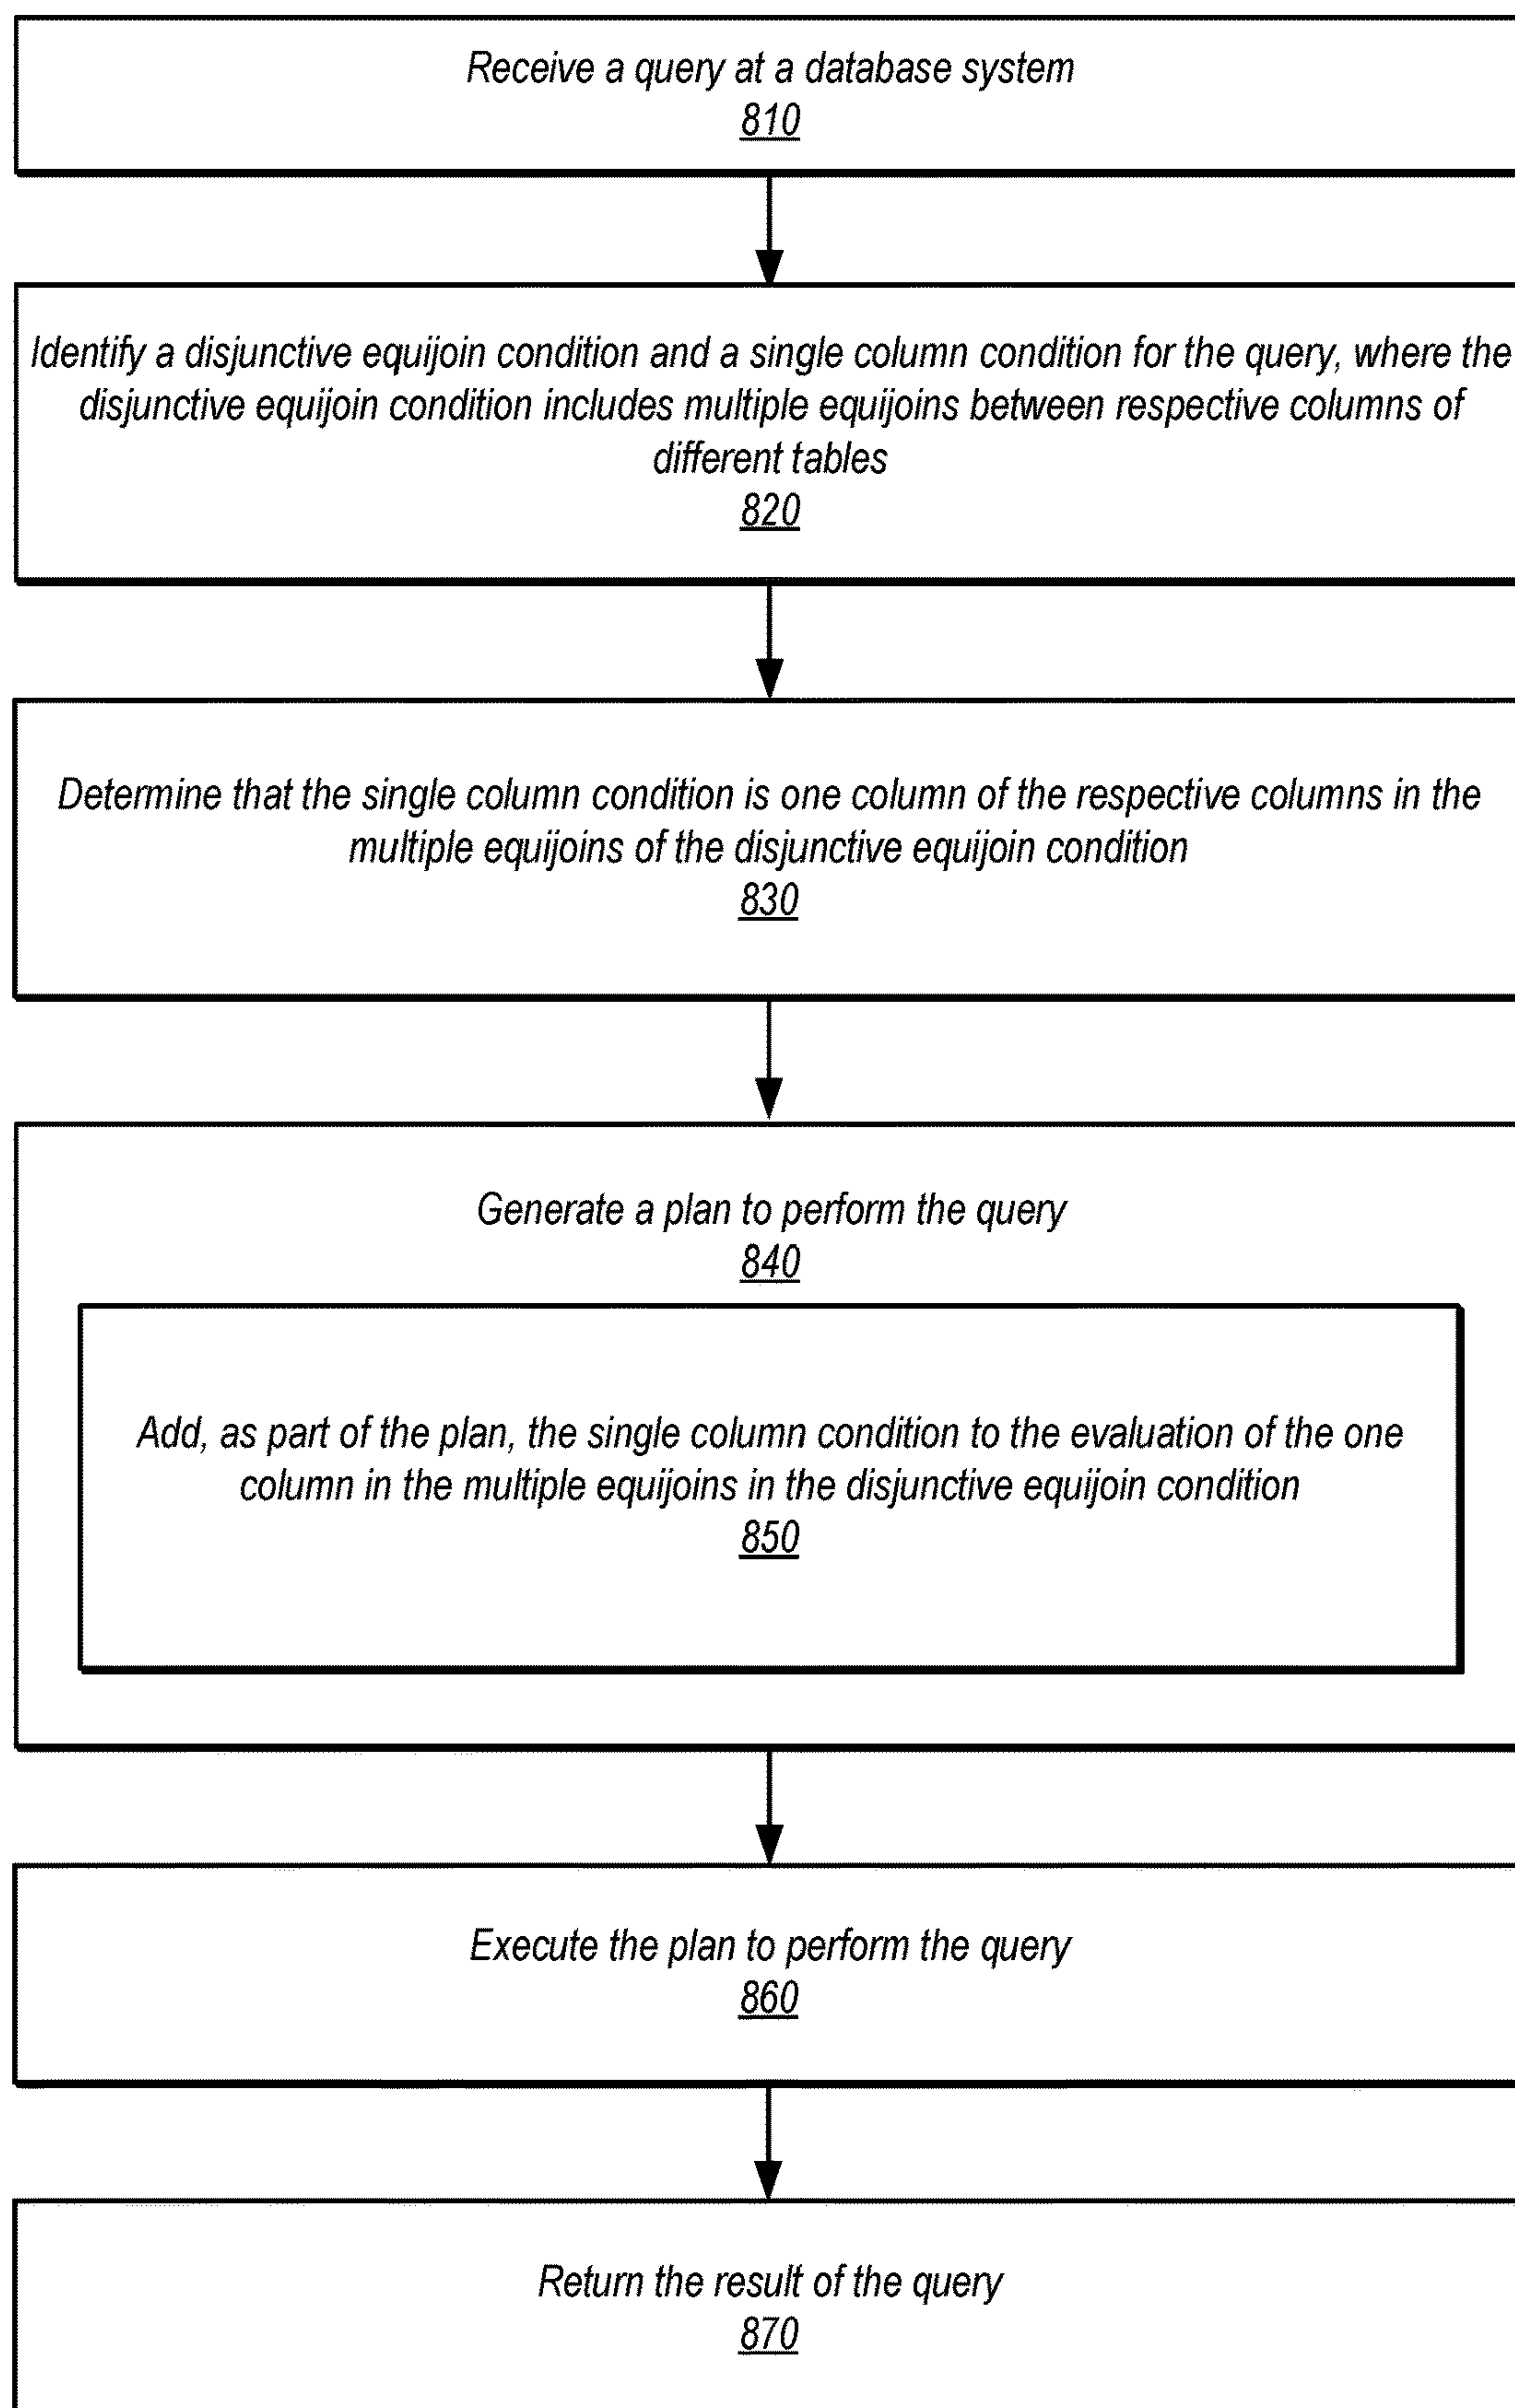 Receive a query at a database system
810
Identify a disjunctive equijoin condition and a single column condition for the query, where the
disjunctive equijoin condition includes multiple equijoins between respective columns of
different tables
820
Determine that the single column condition is one column of the respective columns in the
multiple equijoins of the disjunctive equijoin condition
830
Generate a plan to perform the query
840
Add, as part of the plan, the single column condition to the evaluation of the one
column in the multiple equijoins in the disjunctive equijoin condition
850
Execute the plan to perform the query
860
Return the result of the query
870